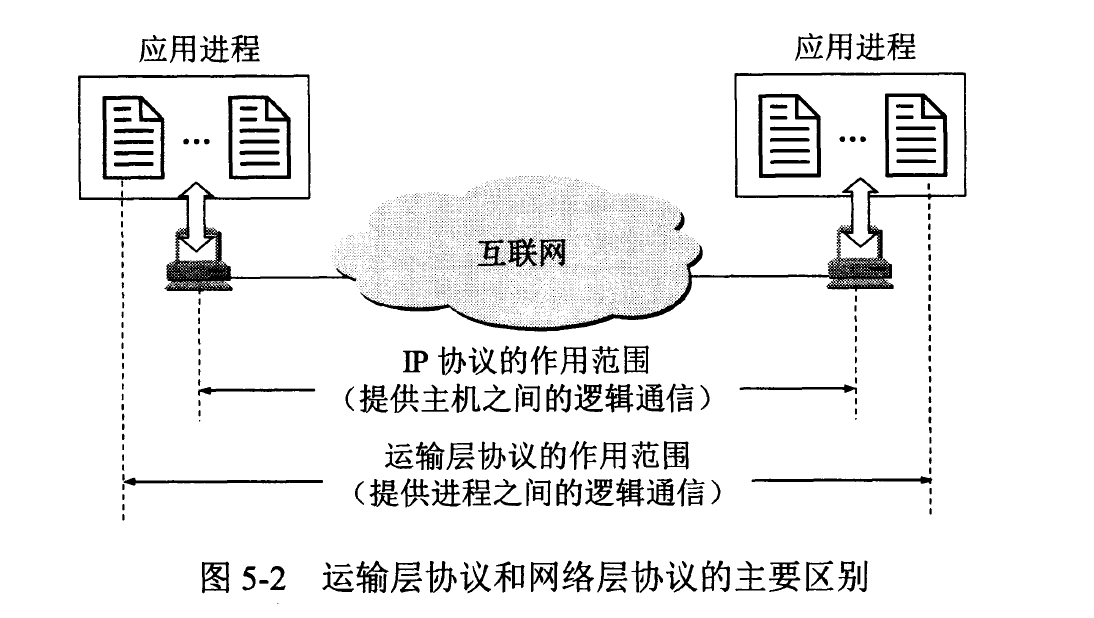 应用进程
应用进程
互联网
IP 协议的作用范围
（提供主机之间的逻辑通信）
运输层协议的作用范围
（提供进程之间的逻辑通信）
图 5-2 运输层协议和网络层协议的主要区别